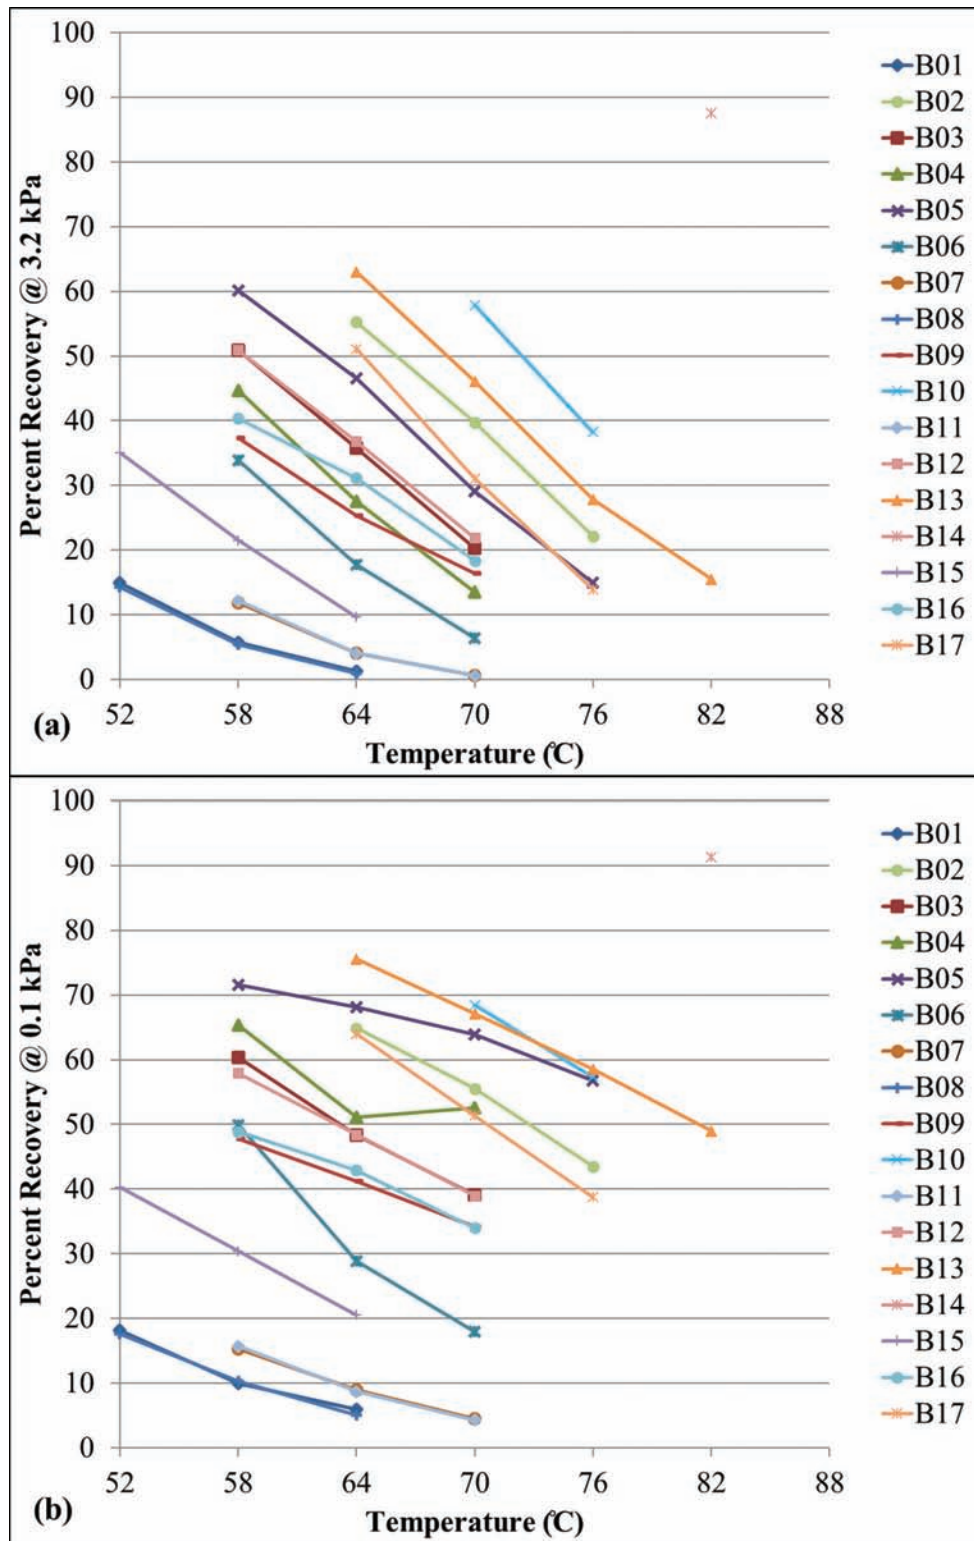 100
90
80
70
60
50
40
30
20
10
0
Percent Recovery @ 3.2 kPa
52 58 64 70 76 82 88
Temperature (℃)
(a)
B01
B02
B03
B04
B05
B06
B07
B08
B09
B10
B11
B12
B13
B14
B15
B16
B17
100
90
80
70
60
50
40
30
20
10
0
Percent Recovery @ 0.1 kPa
52 58 64 70 76 82 88
Temperature (℃)
(b)
B01
B02
B03
B04
B05
B06
B07
B08
B09
B10
B11
B12
B13
B14
B15
B16
B17